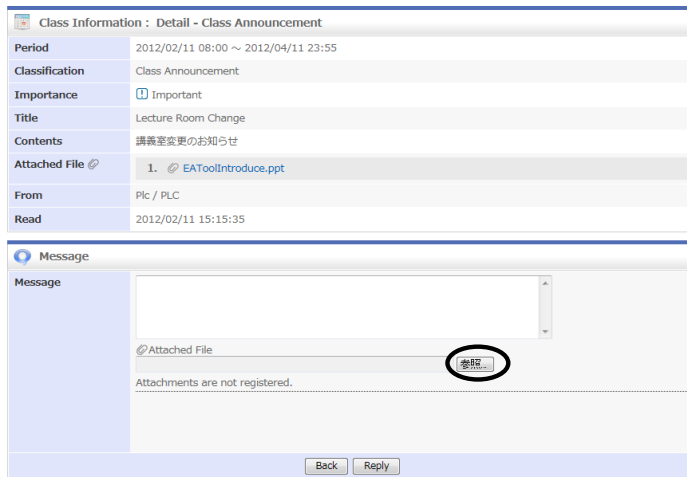 Class Information : Detail - Class Announcement
Period 2012/02/11 08:00 ～ 2012/04/11 23:55
Classification Class Announcement
Importance Important
Title Lecture Room Change
Contents 講義室変更のお知らせ
Attached File 1. EAToolIntroduce.ppt
From Plc / PLC
Read 2012/02/11 15:15:35
Message
Message
Attached File
参照...
Attachments are not registered.
Back Reply